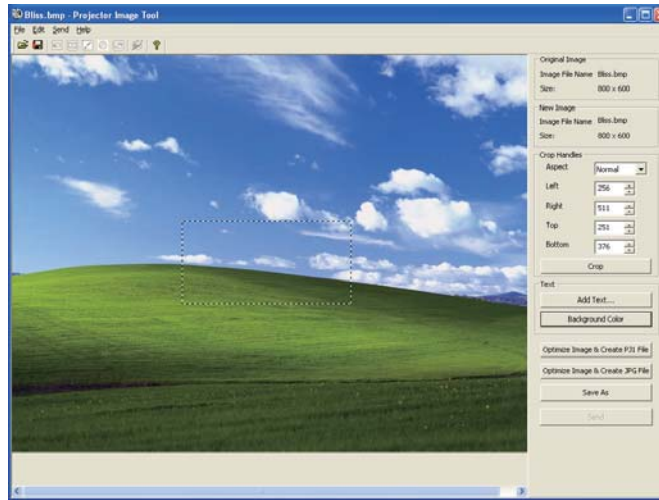 Bliss.bmp - Projector Image Tool
File Edit Send Help
Original Image
Image File Name Bliss.bmp
Size: 800 x 600
New Image
Image File Name Bliss.bmp
Size: 800 x 600
Crop Handles
Aspect Normal
Left 256
Right 511
Top 251
Bottom 376
Crop
Text
Add Text....
Background Color
Optimize Image & Create PJ1 File
Optimize Image & Create JPG File
Save As
Send